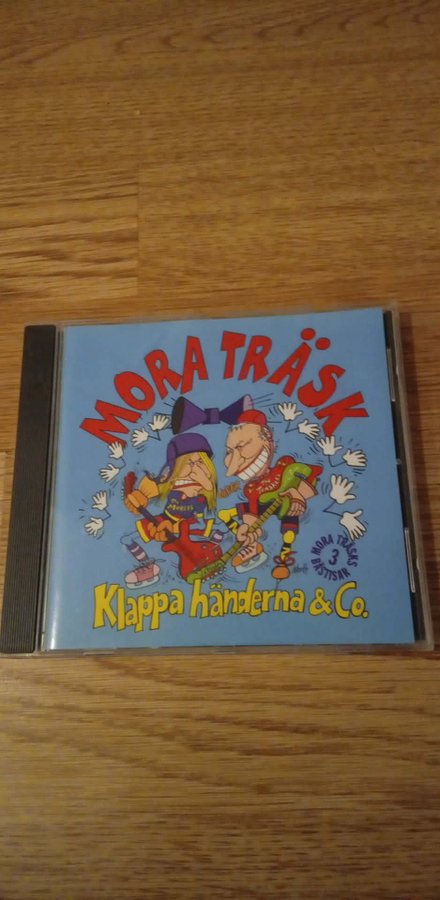 MORA TRÄSK
MORA TRÄSKS
3
BÄSTISAR
Klappa händerna & Co.